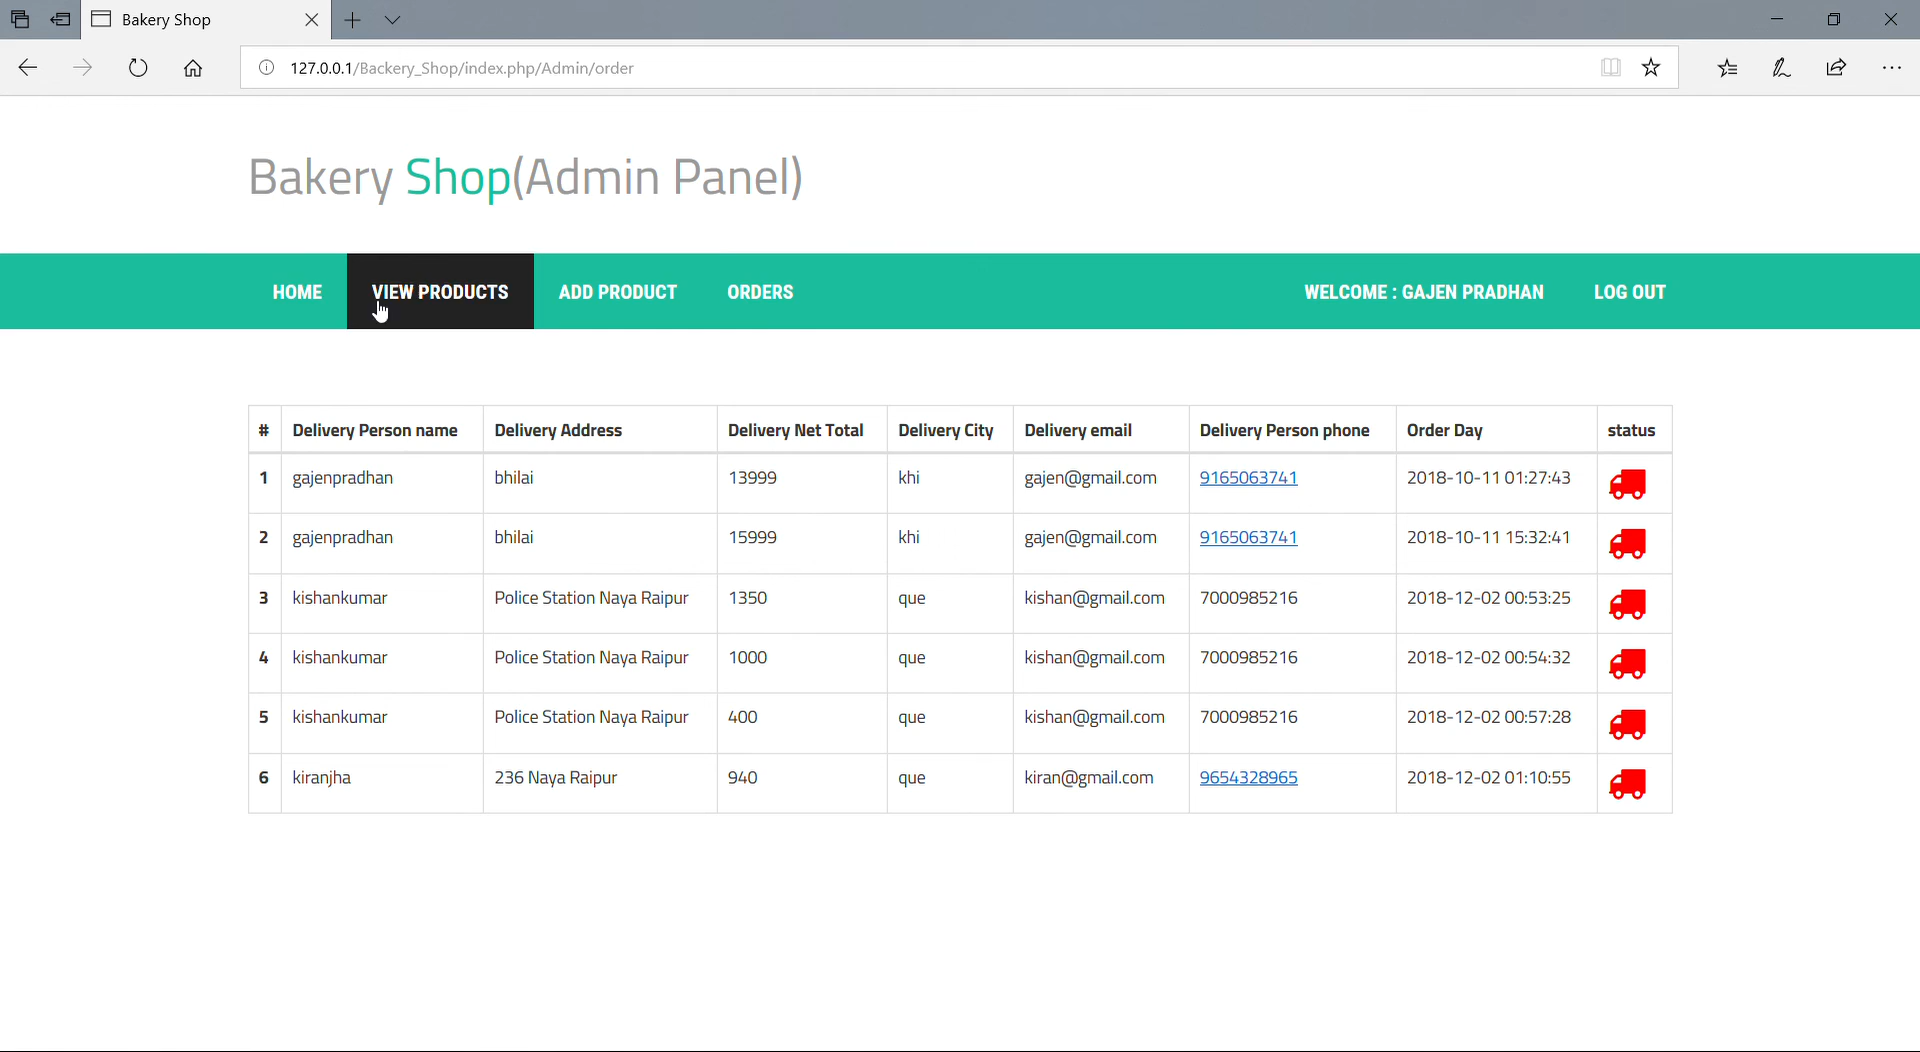 Bakery Shop
127.0.0.1/Backery_Shop/index.php/Admin/order
Bakery Shop(Admin Panel)
HOME VIEW PRODUCTS ADD PRODUCT ORDERS WELCOME : GAJEN PRADHAN LOG OUT
# Delivery Person name Delivery Address Delivery Net Total Delivery City Delivery email Delivery Person phone Order Day status
1 gajenpradhan bhilai 13999 khi gajen@gmail.com 9165063741 2018-10-11 01:27:43
2 gajenpradhan bhilai 15999 khi gajen@gmail.com 9165063741 2018-10-11 15:32:41
3 kishankumar Police Station Naya Raipur 1350 que kishan@gmail.com 7000985216 2018-12-02 00:53:25
4 kishankumar Police Station Naya Raipur 1000 que kishan@gmail.com 7000985216 2018-12-02 00:54:32
5 kishankumar Police Station Naya Raipur 400 que kishan@gmail.com 7000985216 2018-12-02 00:57:28
6 kiranjha 236 Naya Raipur 940 que kiran@gmail.com 9654328965 2018-12-02 01:10:55